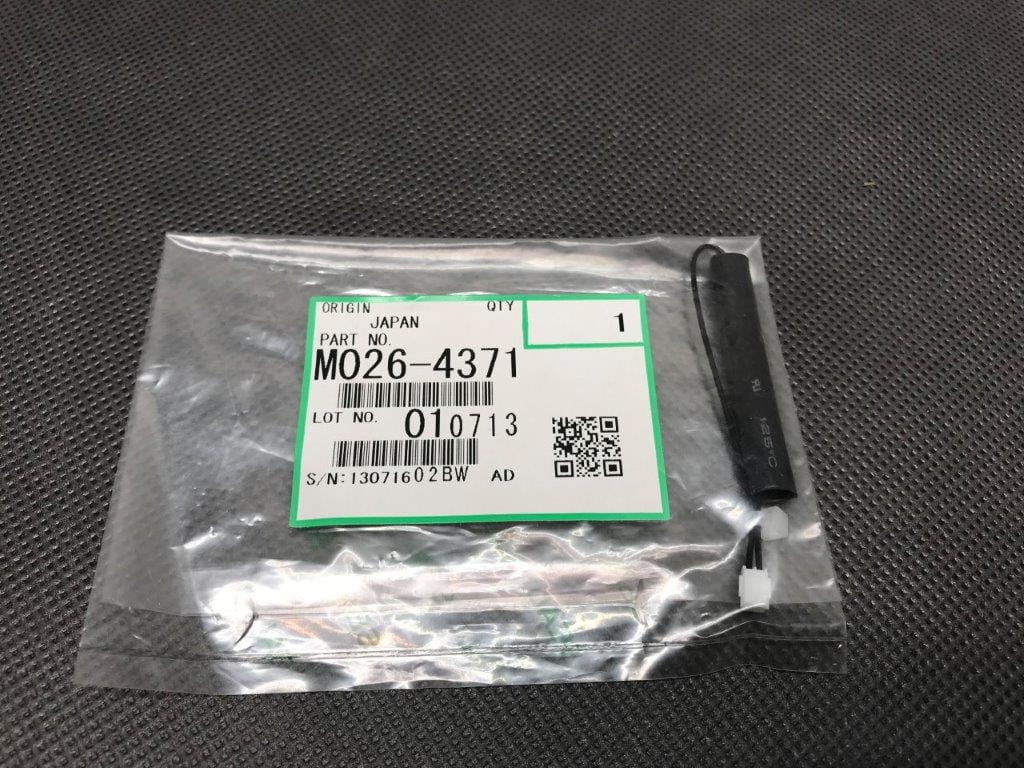 ORIGIN
QTY
JAPAN
1
PART NO.
M026-4371
LOT NO. 010713
S/N:13071602BW AD
125°C